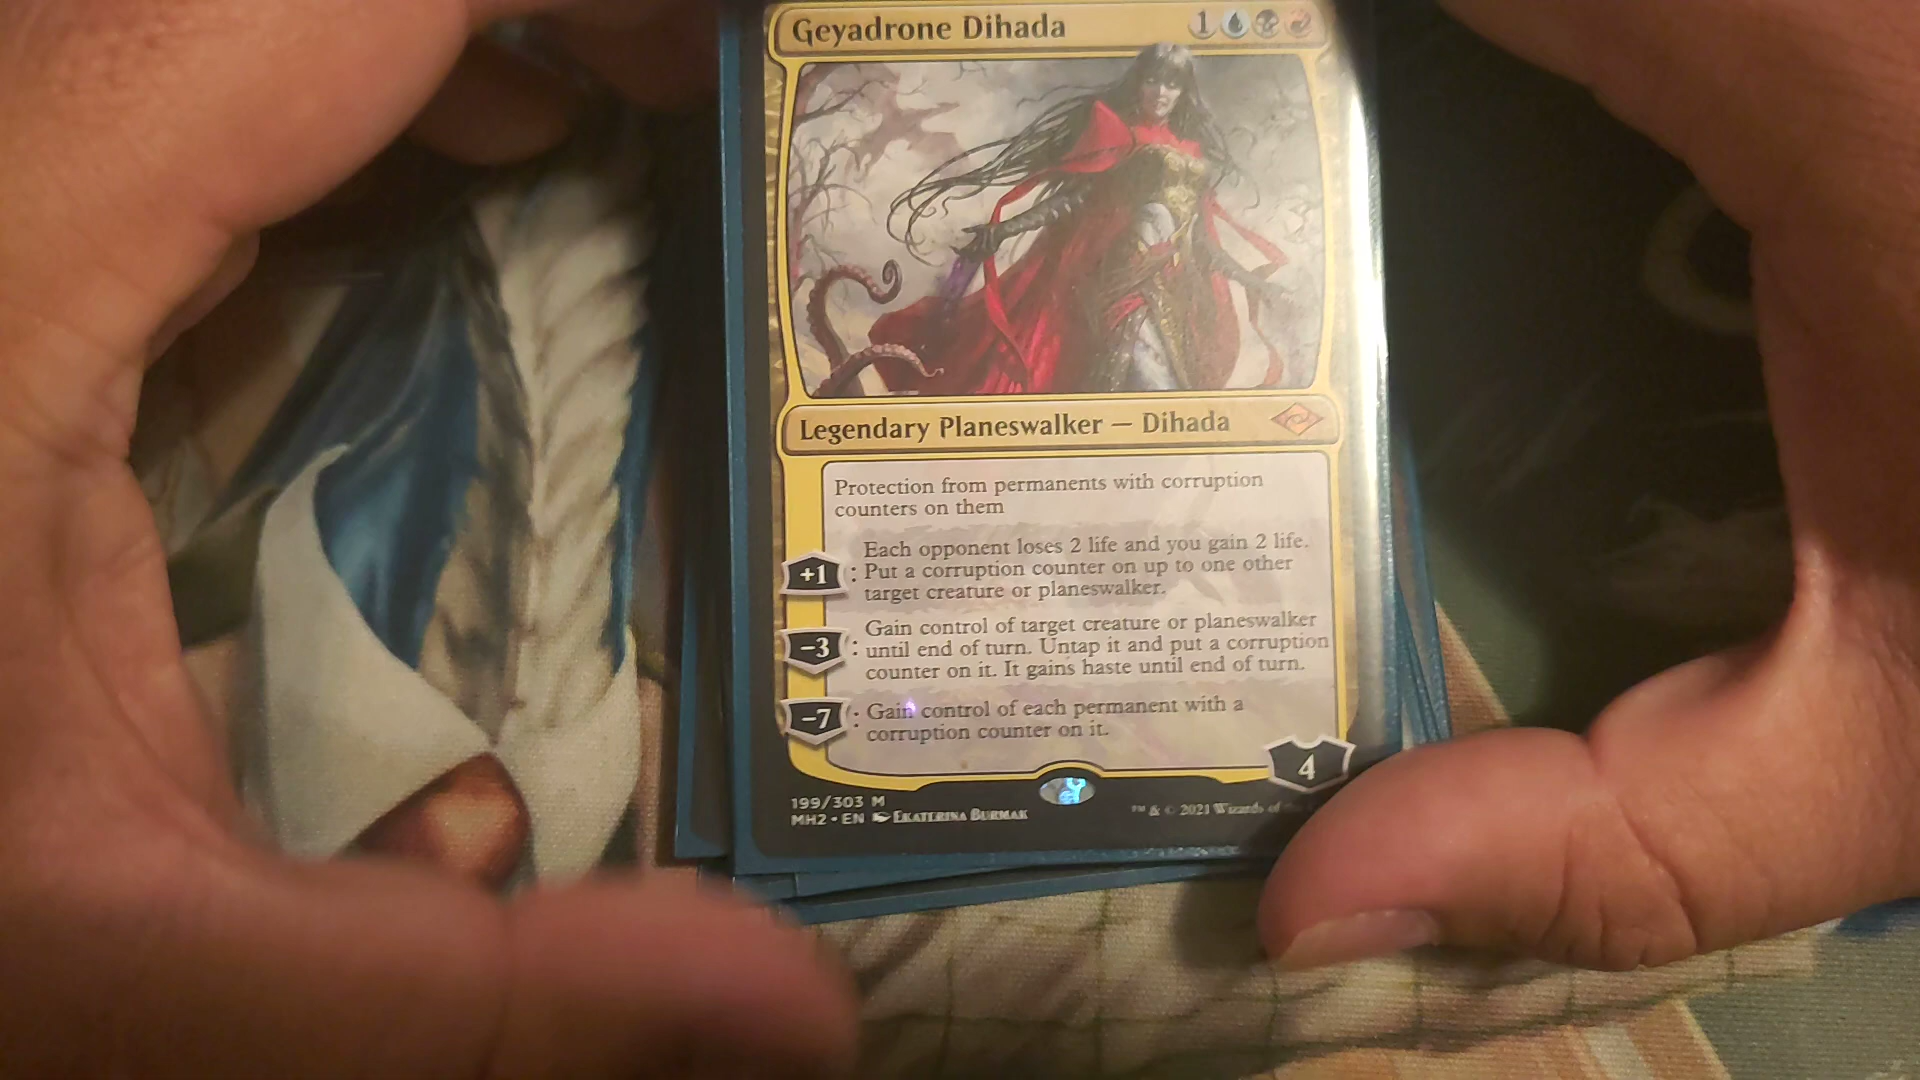 Geyadrone Dihada 1
Legendary Planeswalker — Dihada
Protection from permanents with corruption
counters on them
Each opponent loses 2 life and you gain 2 life.
+1 : Put a corruption counter on up to one other
target creature or planeswalker.
Gain control of target creature or planeswalker
−3 : until end of turn. Untap it and put a corruption
counter on it. It gains haste until end of turn.
−7 : Gain control of each permanent with a
corruption counter on it.
4
199/303 M
MH2 • EN Ekaterina Burmak ™ & © 2021 Wizards of